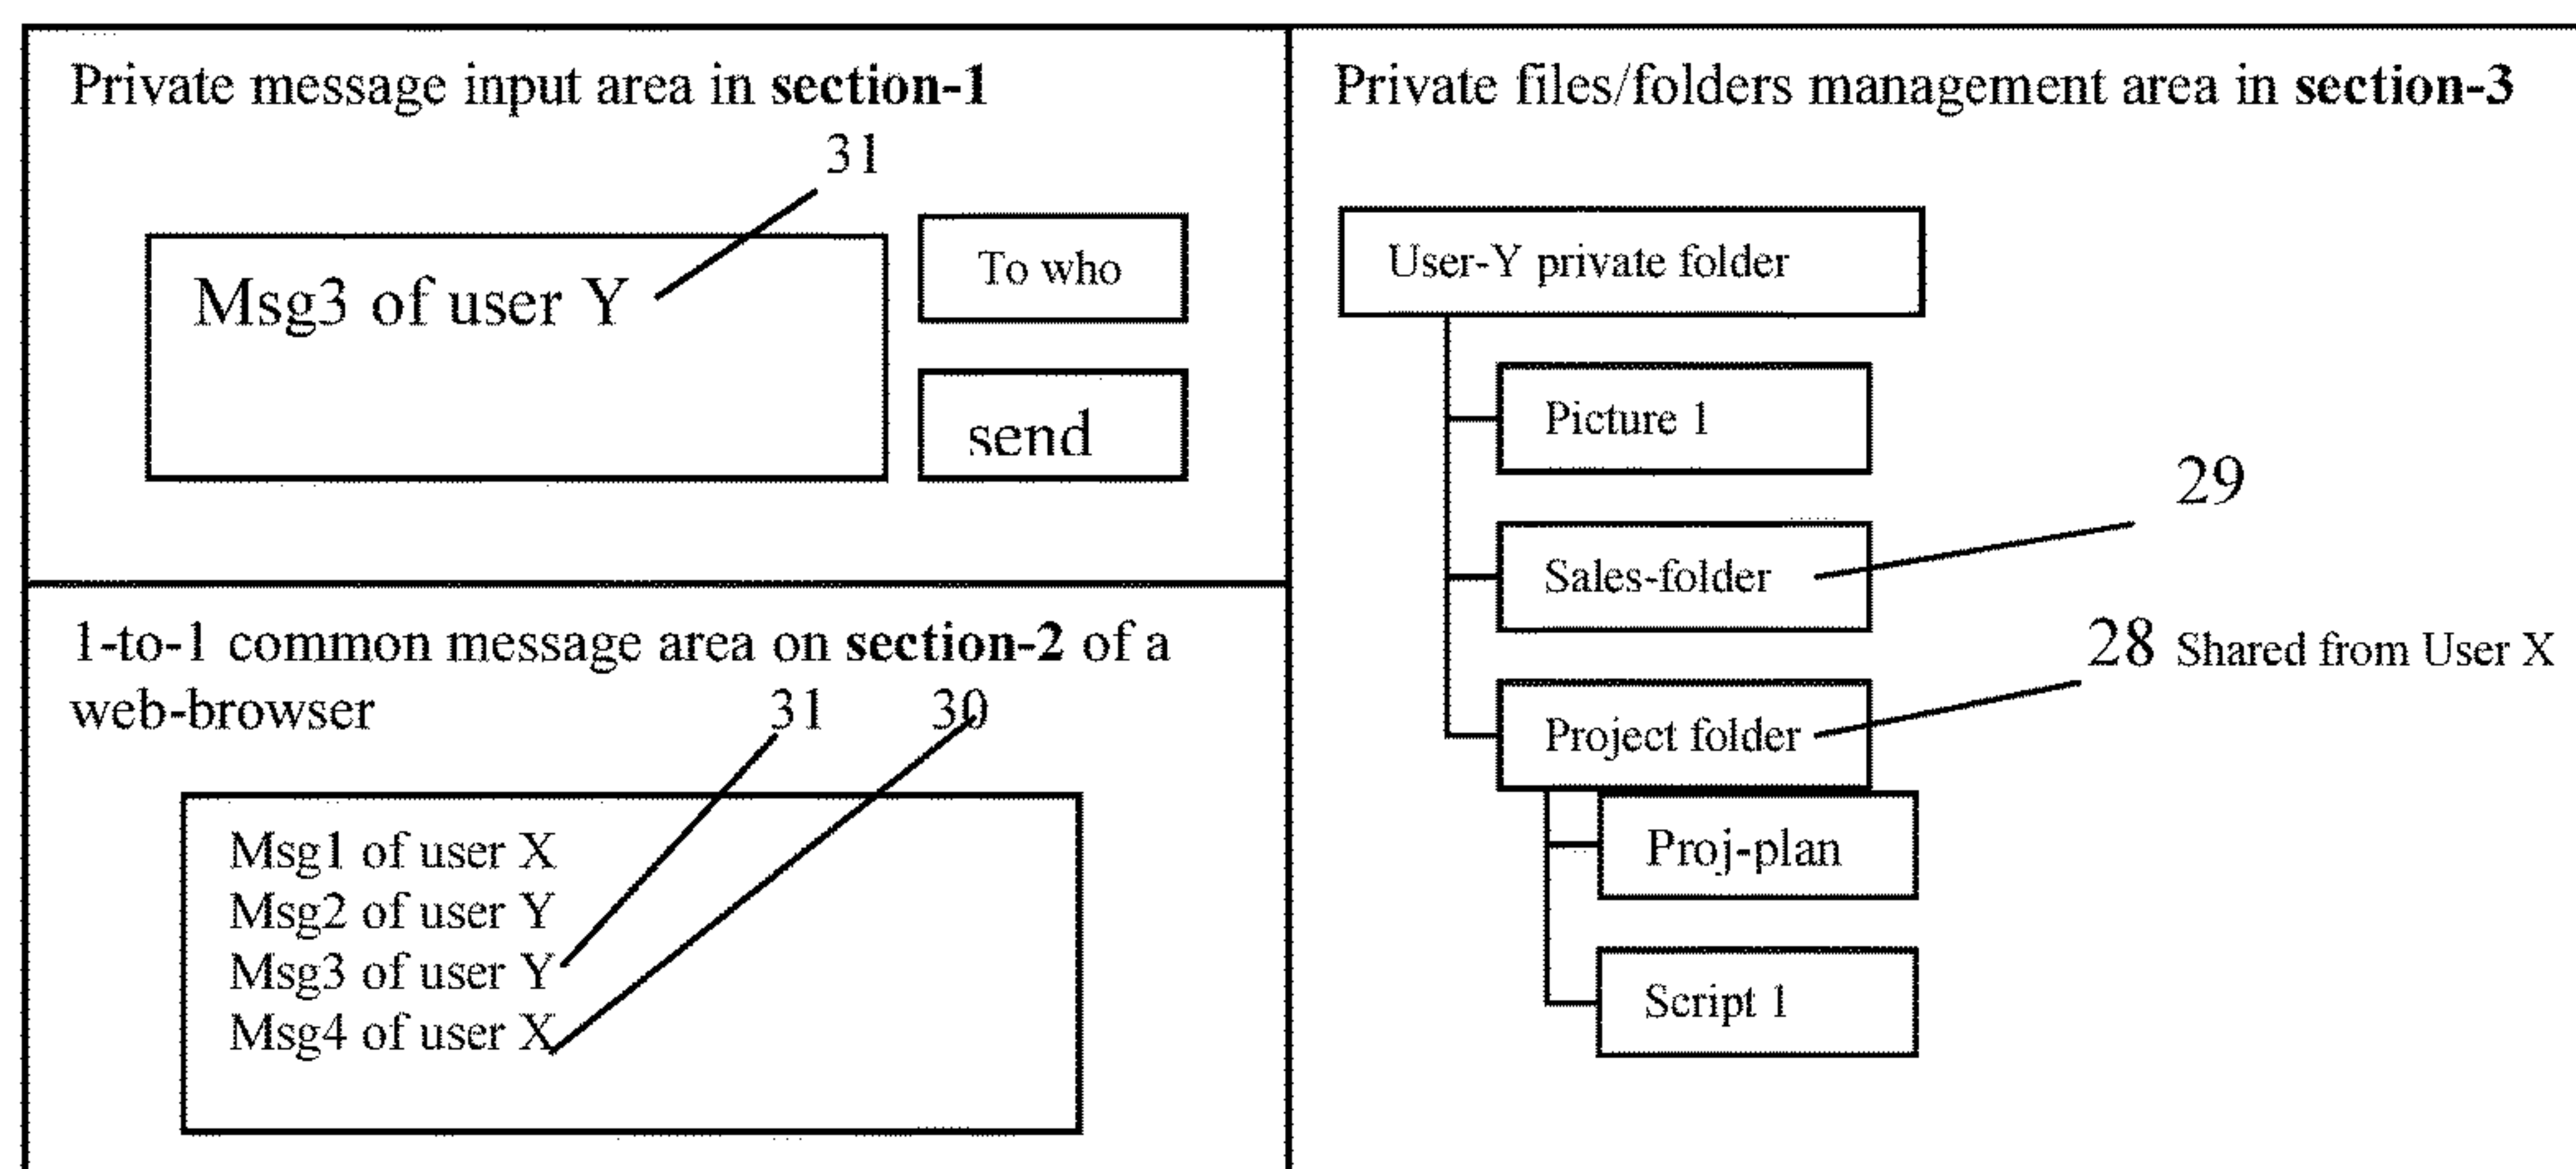 Private message input area in section-1
31
Msg3 of user Y
To who
send
1-to-1 common message area on section-2 of a
web-browser
31 30
Msg1 of user X
Msg2 of user Y
Msg3 of user Y
Msg4 of user X
Private files/folders management area in section-3
User-Y private folder
Picture 1
29
Sales-folder
28 Shared from User X
Project folder
Proj-plan
Script 1